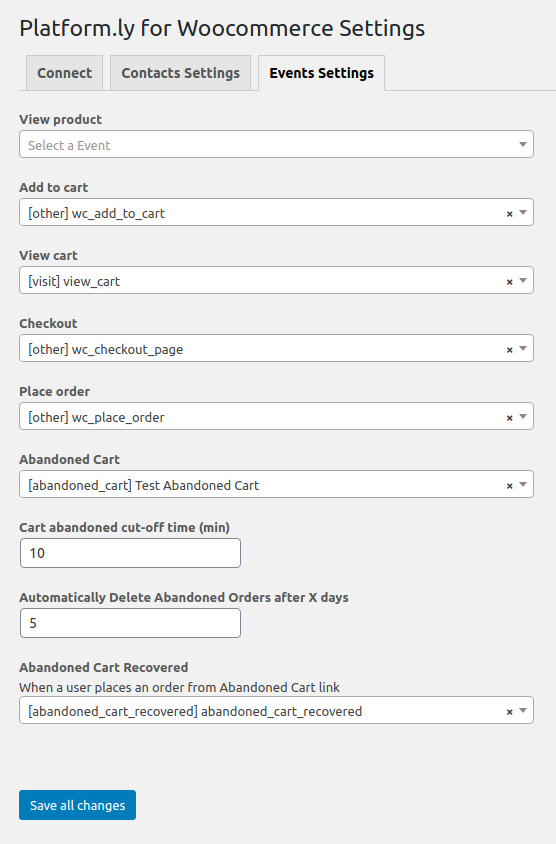 Platform.ly for Woocommerce Settings
Connect Contacts Settings Events Settings
View product
Select a Event
Add to cart
[other] wc_add_to_cart ×
View cart
[visit] view_cart ×
Checkout
[other] wc_checkout_page ×
Place order
[other] wc_place_order ×
Abandoned Cart
[abandoned_cart] Test Abandoned Cart ×
Cart abandoned cut-off time (min)
10
Automatically Delete Abandoned Orders after X days
5
Abandoned Cart Recovered
When a user places an order from Abandoned Cart link
[abandoned_cart_recovered] abandoned_cart_recovered ×
Save all changes